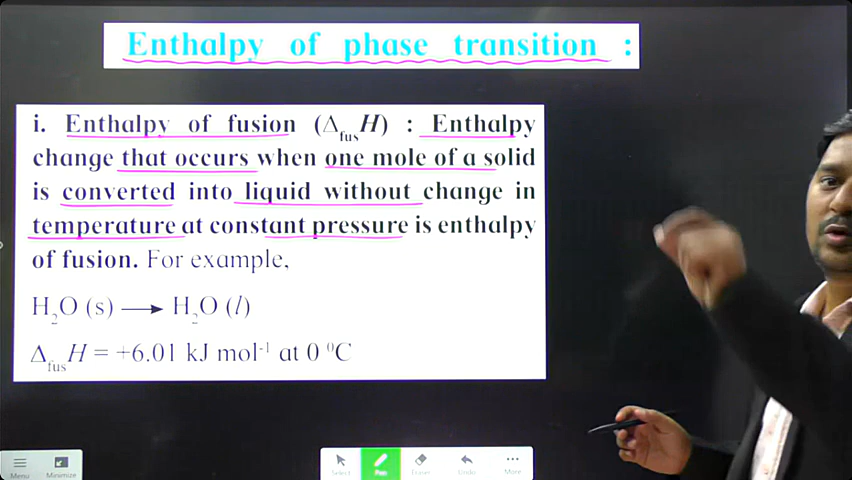 Enthalpy of phase transition :
i. Enthalpy of fusion (ΔfusH) : Enthalpy
change that occurs when one mole of a solid
is converted into liquid without change in
temperature at constant pressure is enthalpy
of fusion. For example,
H₂O (s) ⟶ H₂O (l)
ΔfusH = +6.01 kJ mol⁻¹ at 0 ⁰C
Menu Minimize Select Pen Eraser Undo More